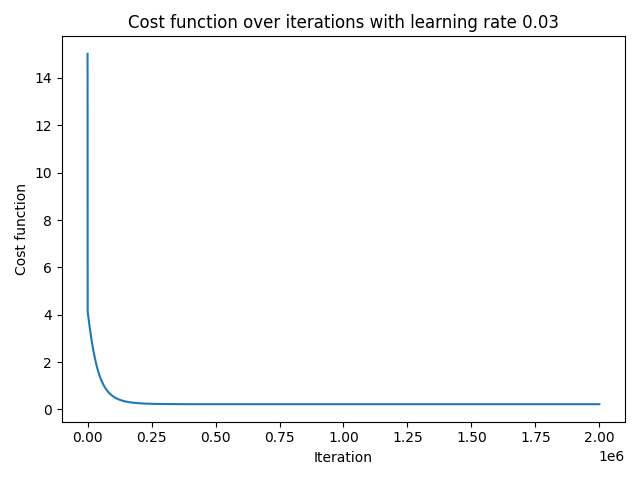 Cost function over iterations with learning rate 0.03
14
12
10
8
6
4
2
0
Cost function
0.00 0.25 0.50 0.75 1.00 1.25 1.50 1.75 2.00
1e6
Iteration